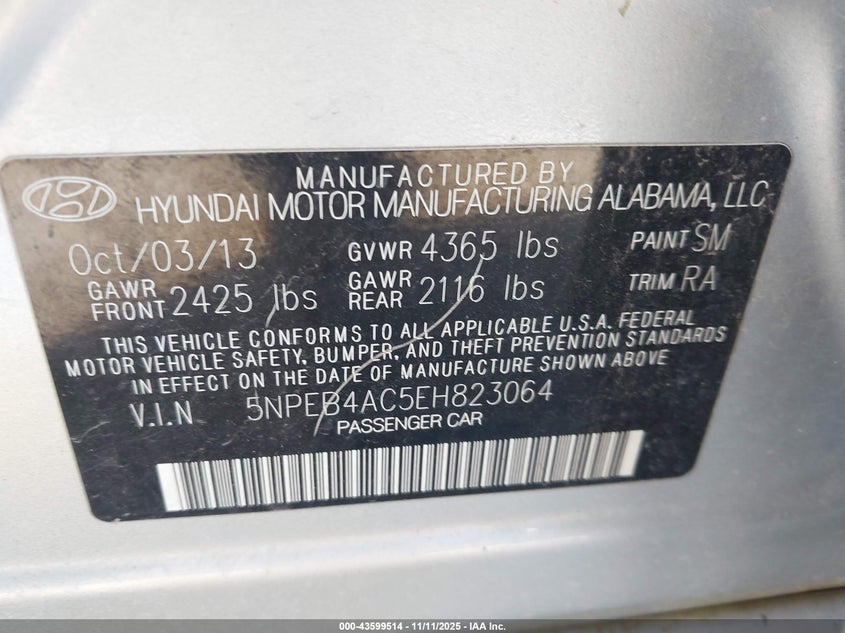 MANUFACTURED BY
HYUNDAI MOTOR MANUFACTURING ALABAMA, LLC
Oct/03/13 GVWR 4365 lbs PAINT SM
GAWR FRONT 2425 lbs GAWR REAR 2116 lbs TRIM RA
THIS VEHICLE CONFORMS TO ALL APPLICABLE U.S.A. FEDERAL
MOTOR VEHICLE SAFETY, BUMPER, AND THEFT PREVENTION STANDARDS
IN EFFECT ON THE DATE OF MANUFACTURE SHOWN ABOVE
V.I.N 5NPEB4AC5EH823064
PASSENGER CAR
000-43599514 - 11/11/2025 - IAA Inc.